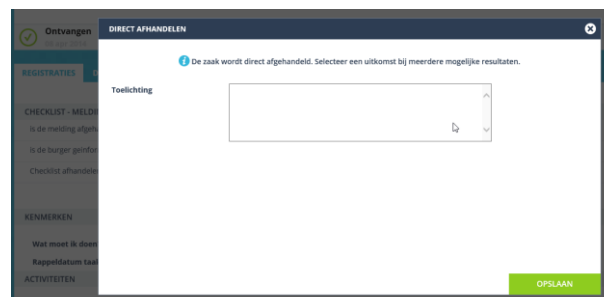 Ontvangen
DIRECT AFHANDELEN
De zaak wordt direct afgehandeld. Selecteer een uitkomst bij meerdere mogelijke resultaten.
REGISTRATIES
Toelichting
CHECKLIST - MELDI
Is de melding afgeh
Is de burger geïnfor
Checklist afhandele
KENMERKEN
Wat moet ik doen
Rappeldatum taal
ACTIVITEITEN
OPSLAAN